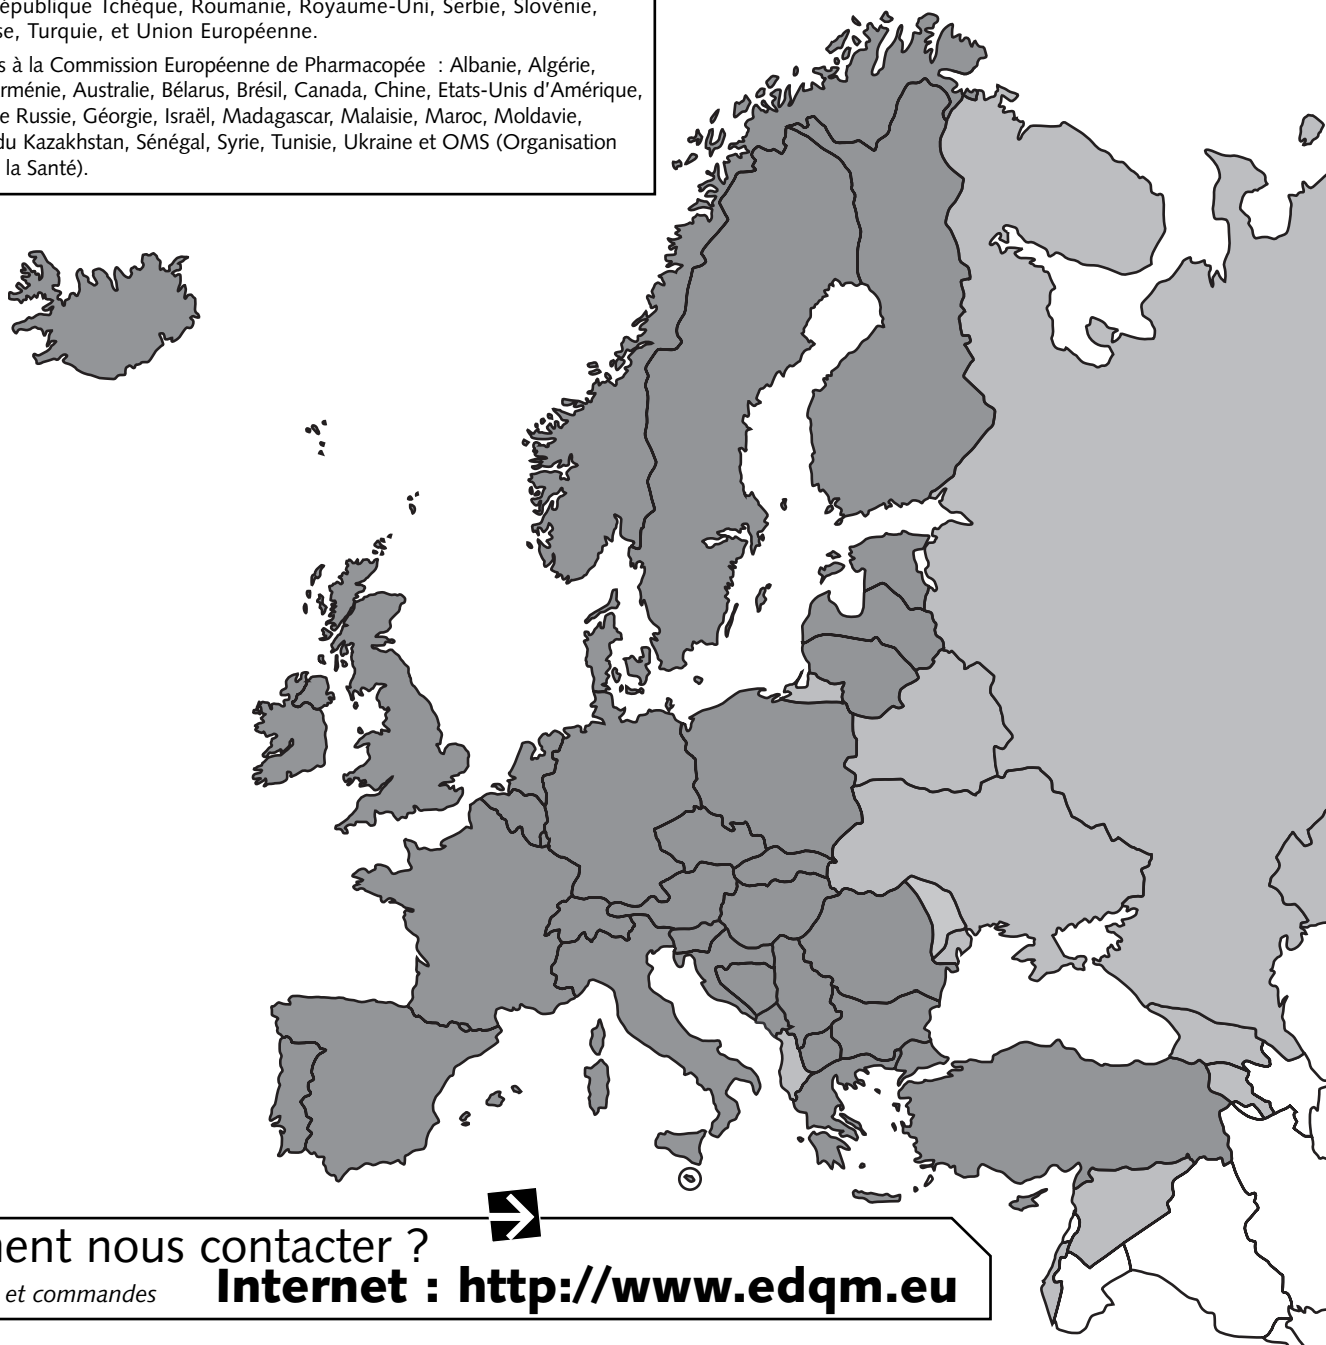 épublique Tchèque, Roumanie, Royaume-Uni, Serbie, Slovénie,
se, Turquie, et Union Européenne.
s à la Commission Européenne de Pharmacopée : Albanie, Algérie,
rménie, Australie, Bélarus, Brésil, Canada, Chine, Etats-Unis d’Amérique,
e Russie, Géorgie, Israël, Madagascar, Malaisie, Maroc, Moldavie,
du Kazakhstan, Sénégal, Syrie, Tunisie, Ukraine et OMS (Organisation
la Santé).
ment nous contacter ?
et commandes Internet : http://www.edqm.eu